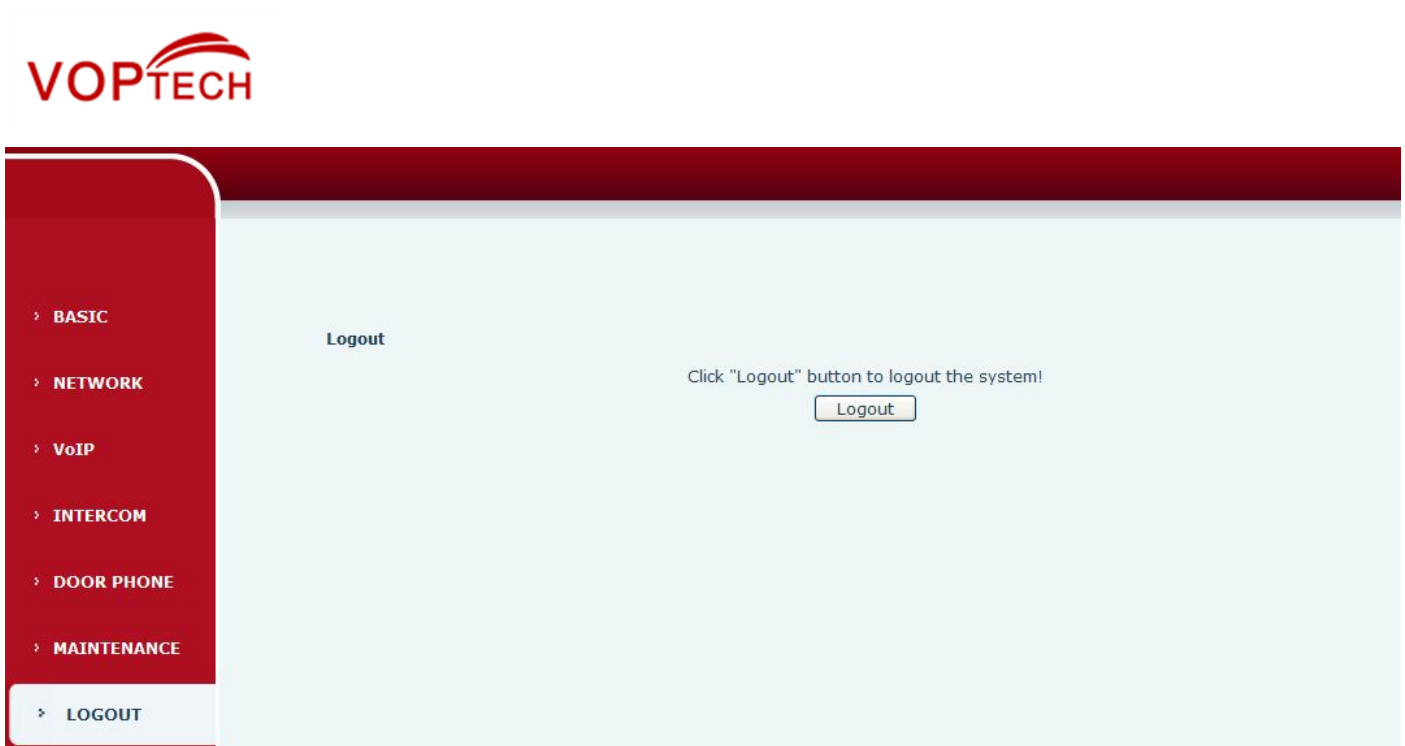 VOPTECH
BASIC
Logout
Click "Logout" button to logout the system!
NETWORK
Logout
VoIP
INTERCOM
DOOR PHONE
MAINTENANCE
LOGOUT